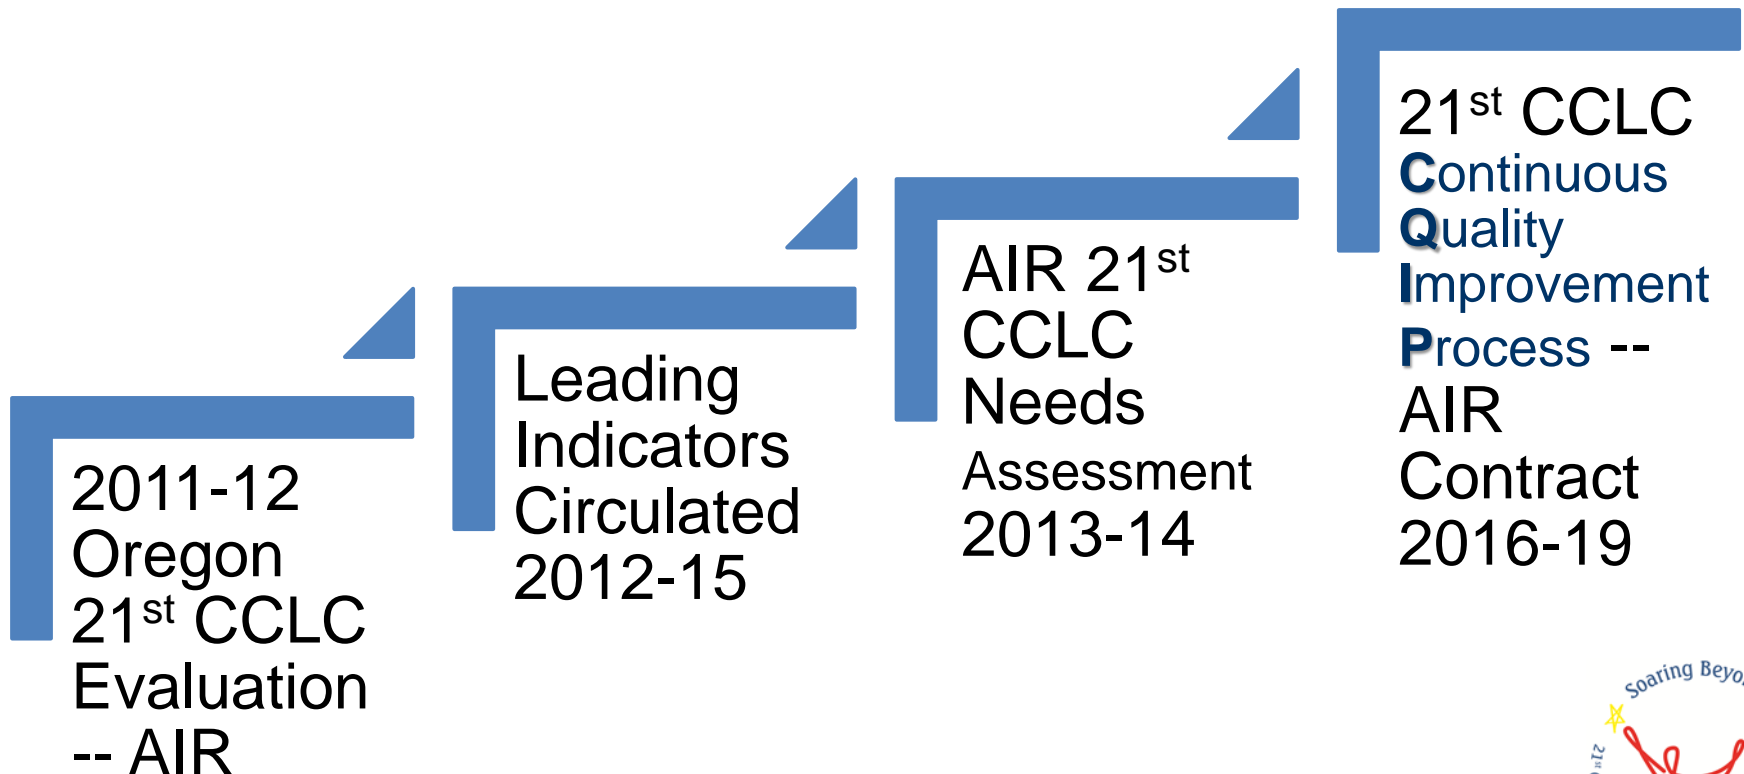 2011-12
Oregon
21st CCLC
Evaluation
-- AIR
Leading
Indicators
Circulated
2012-15
AIR 21st
CCLC
Needs
Assessment
2013-14
21st CCLC
Continuous
Quality
Improvement
Process --
AIR
Contract
2016-19
Soaring Beyo
21st